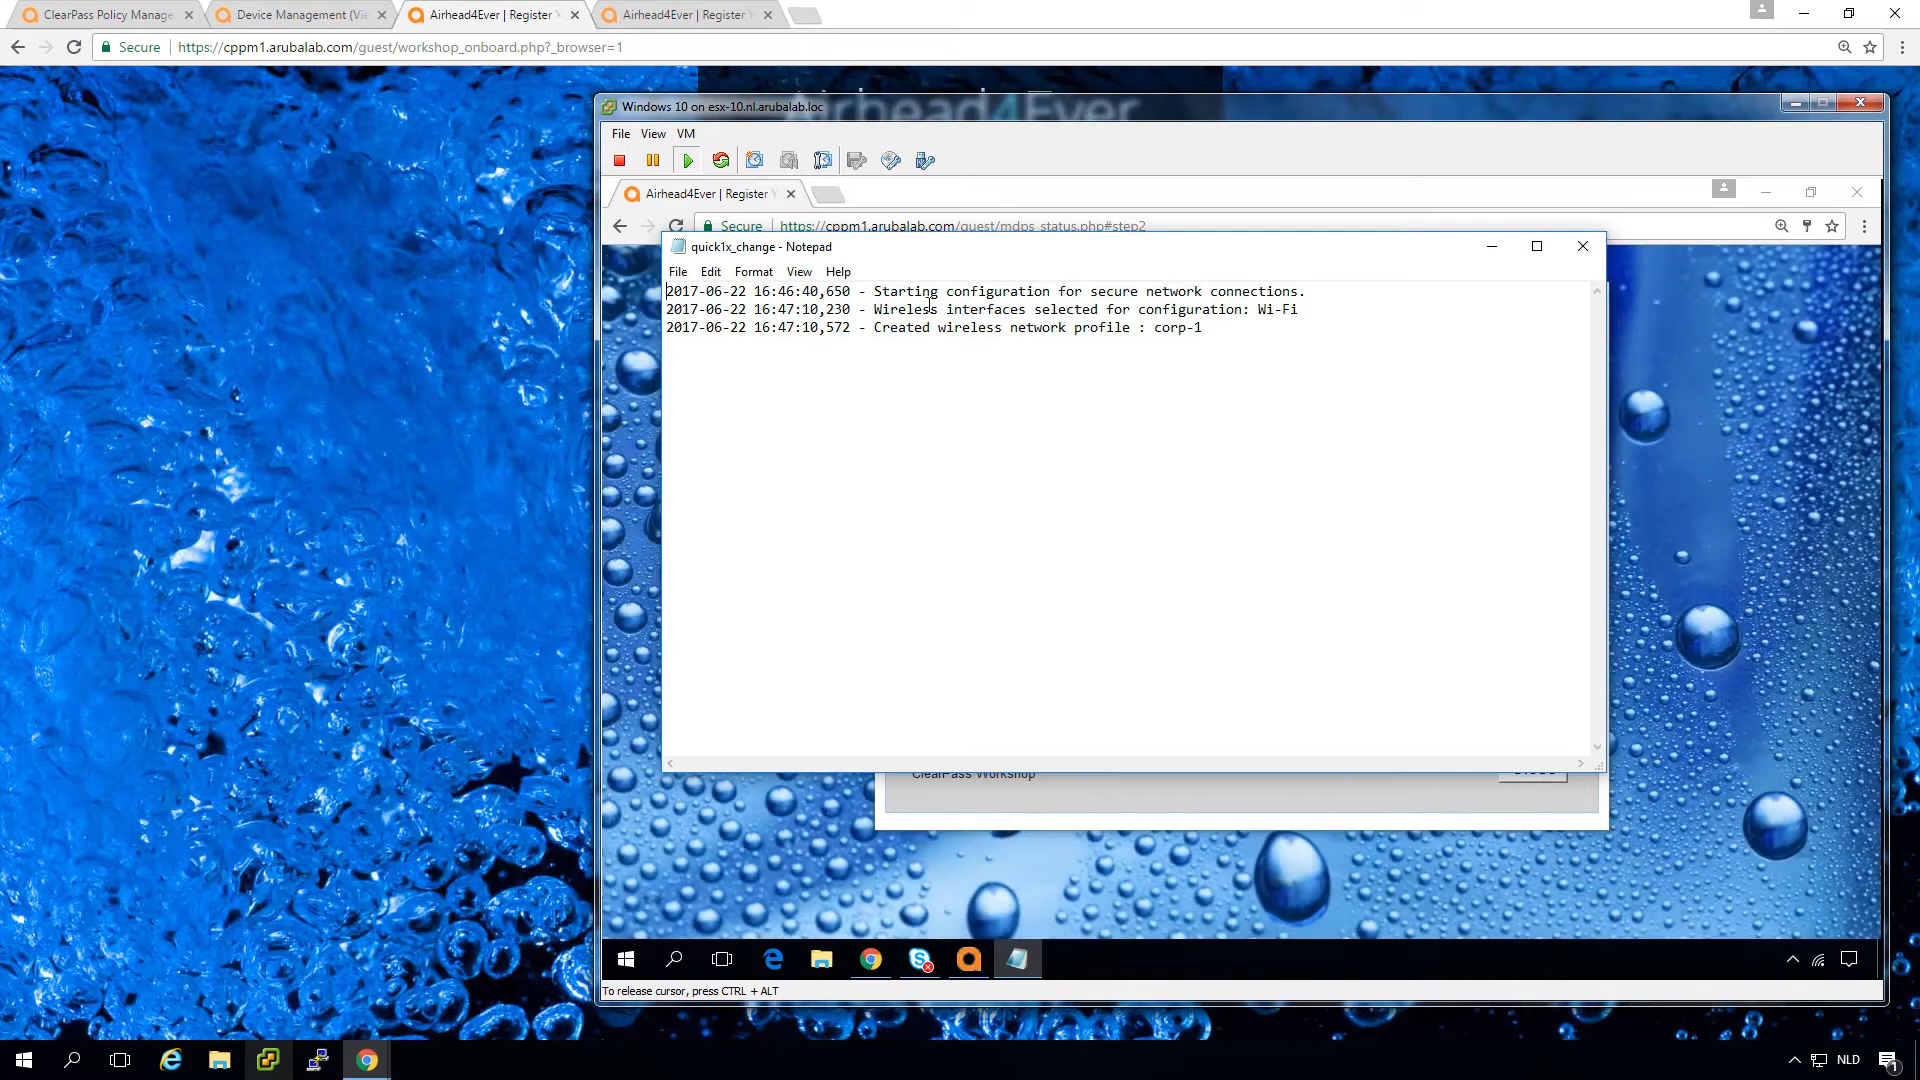 ClearPass Policy Manage
Device Management (Vie
Airhead4Ever | Register Y
Airhead4Ever | Register Y
Secure
https://cppm1.arubalab.com/guest/workshop_onboard.php?_browser=1
Airhead4Ever
Windows 10 on esx-10.nl.arubalab.loc
File View VM
Airhead4Ever | Register Y
Secure
https://cppm1.arubalab.com/guest/mdps_status.php#step2
quick1x_change - Notepad
File Edit Format View Help
2017-06-22 16:46:40,650 - Starting configuration for secure network connections.
2017-06-22 16:47:10,230 - Wireless interfaces selected for configuration: Wi-Fi
2017-06-22 16:47:10,572 - Created wireless network profile : corp-1
ClearPass Workshop
To release cursor, press CTRL + ALT
NLD
1